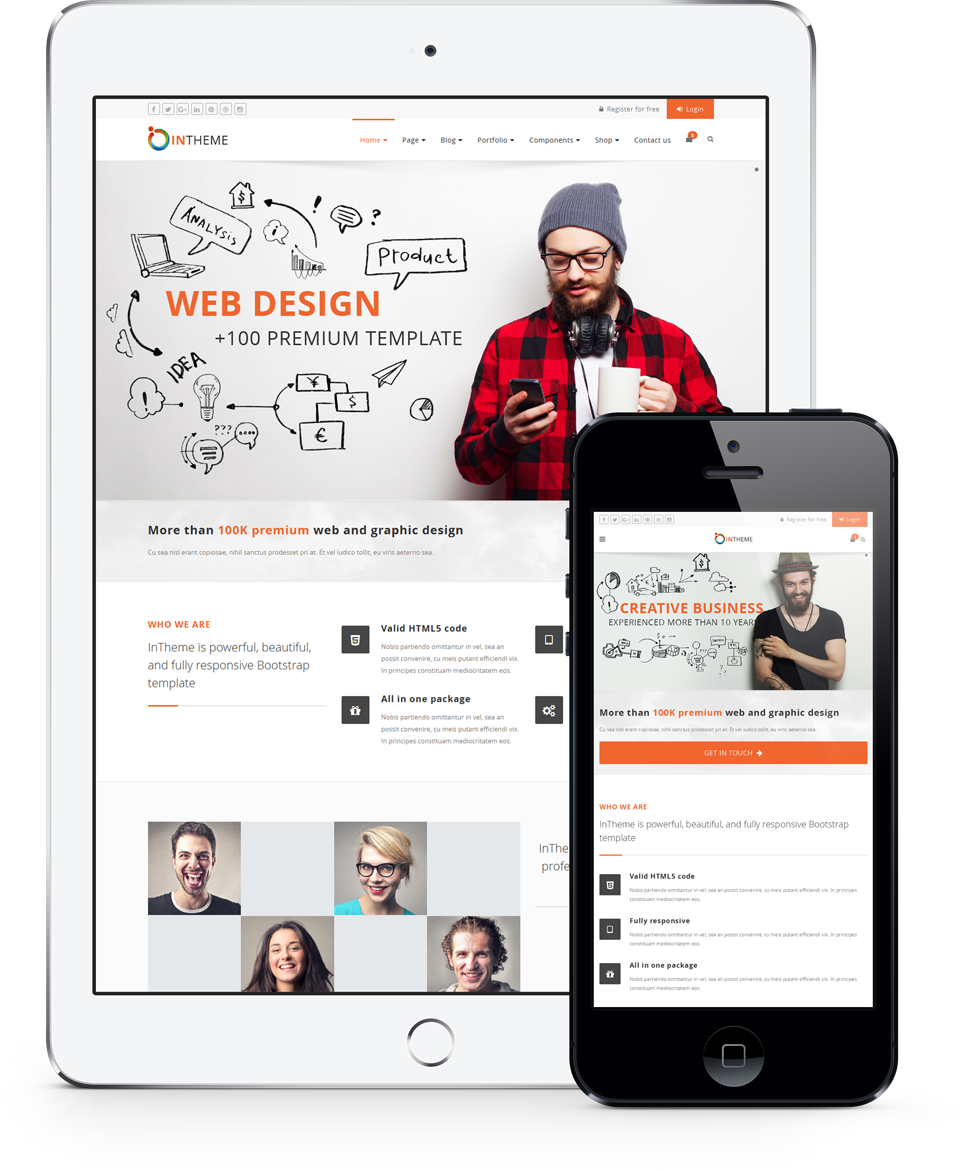 Register for free
Login
INTHEME
Home
Page
Blog
Portfolio
Components
Shop
Contact us
3
ANALYSIS
$
!
?
i
Product
WEB DESIGN
+100 PREMIUM TEMPLATE
IDEA
!
???
¥
$
€
More than 100K premium web and graphic design
Cu sea nisl erant copiosae, nihil sanctus prodesset pri at. Et vel ludico tollit, eu viris aeterno sea.
WHO WE ARE
InTheme is powerful, beautiful,
and fully responsive Bootstrap
template
Valid HTML5 code
Nobis partiendo omittantur in vel, sea an
possit convenire, cu meis putant efficiendi vix.
In principes constituam mediocritatem eos.
All in one package
Nobis partiendo omittantur in vel, sea an
possit convenire, cu meis putant efficiendi vix.
In principes constituam mediocritatem eos.
InThe
profe
Register for free
Login
INTHEME
$
!
CREATIVE BUSINESS
EXPERIENCED MORE THAN 10 YEAR
More than 100K premium web and graphic design
Cu sea nisl erant copiosae, nihil sanctus prodesset pri at. Et vel ludico tollit, eu viris aeterno sea.
GET IN TOUCH
WHO WE ARE
InTheme is powerful, beautiful, and fully responsive Bootstrap
template
Valid HTML5 code
Nobis partiendo omittantur in vel, sea an possit convenire, cu meis putant efficiendi vix. In principes
constituam mediocritatem eos.
Fully responsive
Nobis partiendo omittantur in vel, sea an possit convenire, cu meis putant efficiendi vix. In principes
constituam mediocritatem eos.
All in one package
Nobis partiendo omittantur in vel, sea an possit convenire, cu meis putant efficiendi vix. In principes
constituam mediocritatem eos.